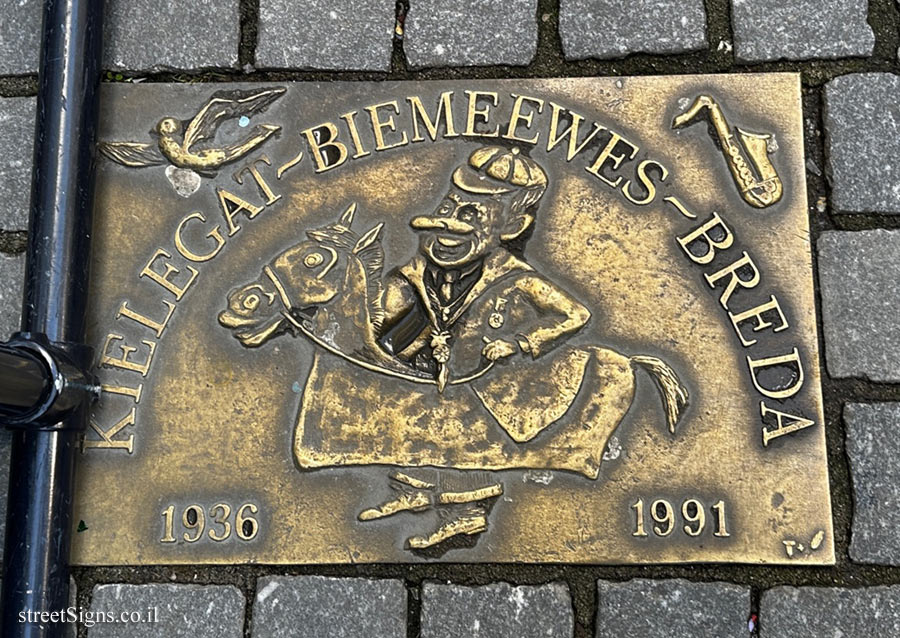 KIELEGAT~BIEMEEWES~BREDA
1936
1991
streetSigns.co.il